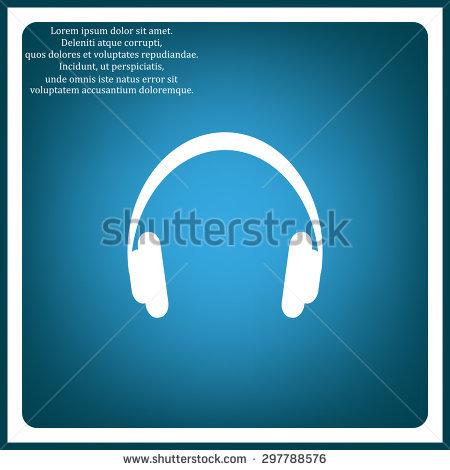 Lorem ipsum dolor sit amet.
Deleniti atque corrupti,
quos dolores et voluptates repudiandae.
Incidunt, ut perspiciatis,
unde omnis iste natus error sit
voluptatem accusantium doloremque.
shutterstock
www.shutterstock.com · 297788576